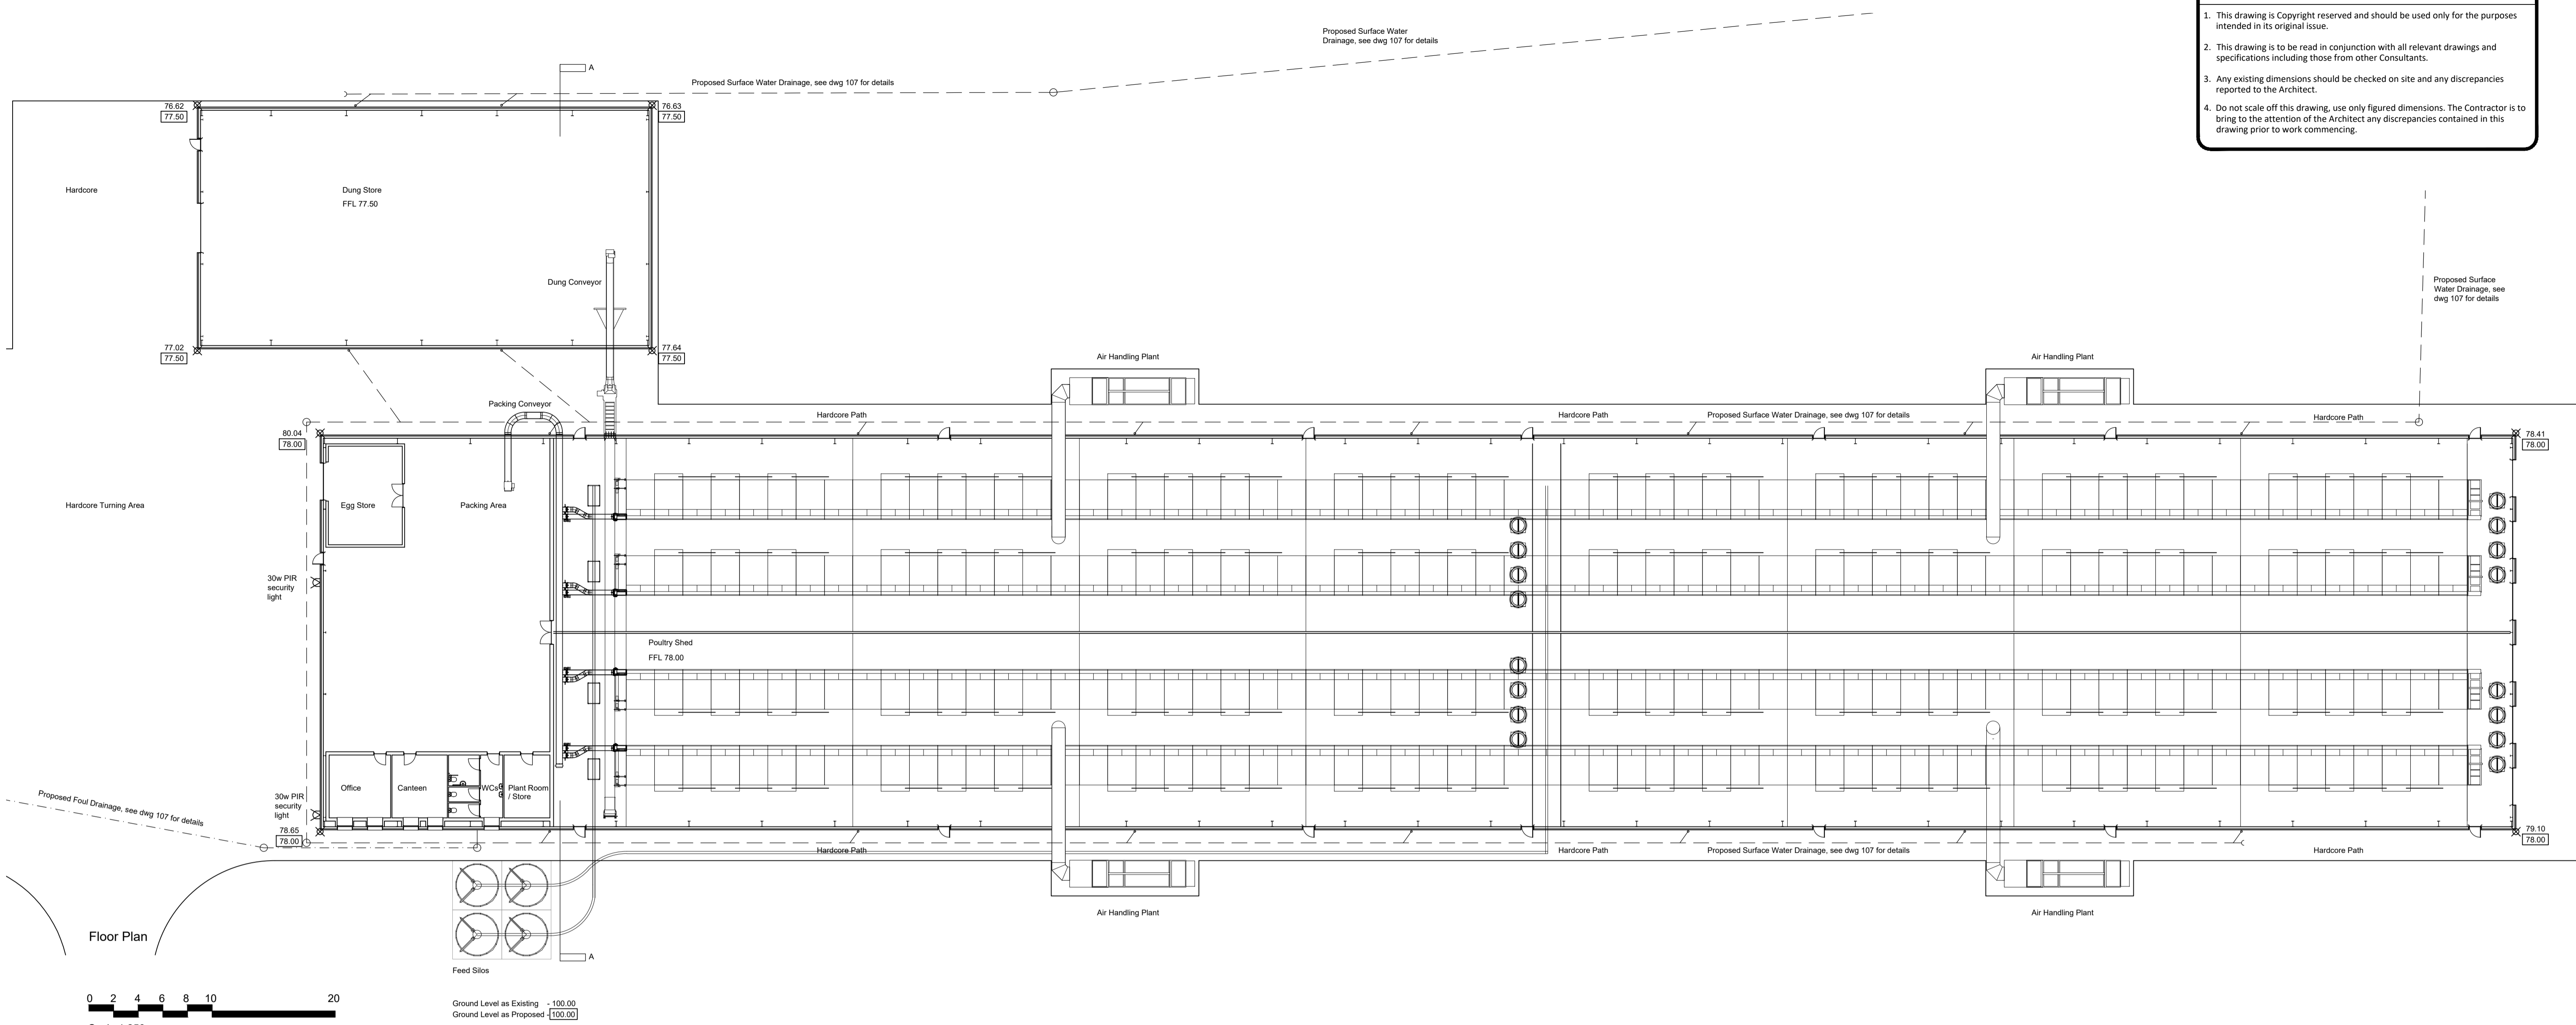 1. This drawing is Copyright reserved and should be used only for the purposes
intended in its original issue.
2. This drawing is to be read in conjunction with all relevant drawings and
specifications including those from other Consultants.
3. Any existing dimensions should be checked on site and any discrepancies
reported to the Architect.
4. Do not scale off this drawing, use only figured dimensions. The Contractor is to
bring to the attention of the Architect any discrepancies contained in this
drawing prior to work commencing.
Proposed Surface Water
Drainage, see dwg 107 for details
A
Proposed Surface Water Drainage, see dwg 107 for details
76.62
77.50
76.63
77.50
Hardcore
Dung Store
FFL 77.50
Dung Conveyor
Proposed Surface
Water Drainage, see
dwg 107 for details
77.02
77.50
77.64
77.50
Air Handling Plant
Air Handling Plant
Packing Conveyor
Hardcore Path
Hardcore Path
Proposed Surface Water Drainage, see dwg 107 for details
Hardcore Path
80.04
78.00
78.41
78.00
Hardcore Turning Area
Egg Store
Packing Area
30w PIR
security
light
Poultry Shed
FFL 78.00
Office
Canteen
WCs
Plant Room
/ Store
Proposed Foul Drainage, see dwg 107 for details
30w PIR
security
light
78.65
78.00
79.10
78.00
Hardcore Path
Hardcore Path
Proposed Surface Water Drainage, see dwg 107 for details
Hardcore Path
Air Handling Plant
Air Handling Plant
Floor Plan
A
Feed Silos
0 2 4 6 8 10 20
Ground Level as Existing - 100.00
Ground Level as Proposed - 100.00